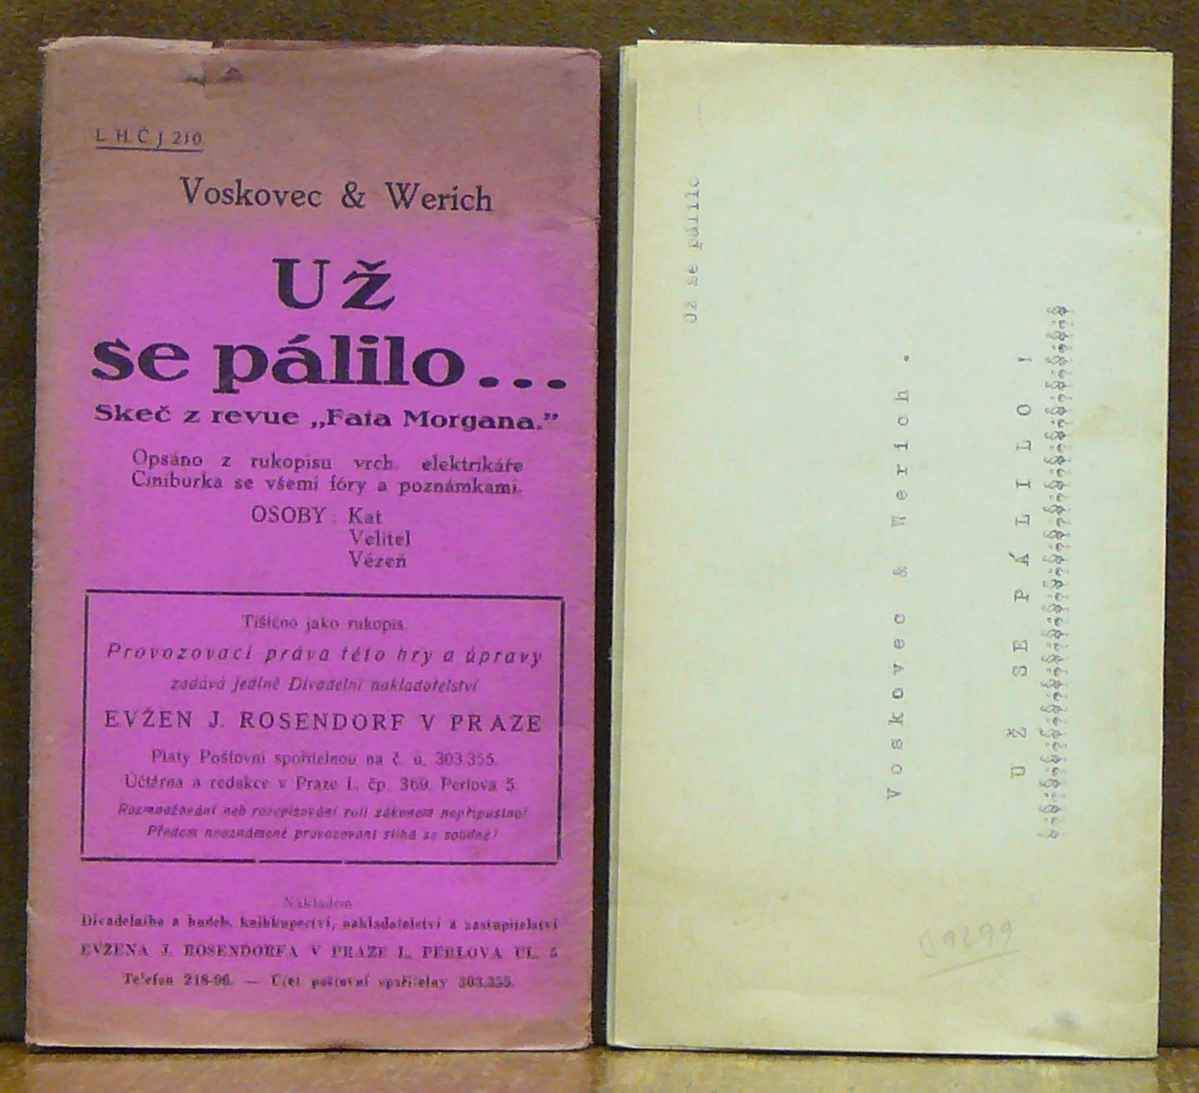 L. H. Č J 210
Voskovec & Werich
Už
se pálilo...
Skeč z revue „Fata Morgana.”
Opsáno z rukopisu vrch. elektrikáře
Ciniburka se všemi fóry a poznámkami.
OSOBY: Kat
Velitel
Vězeň
Tištěno jako rukopis.
Provozovací práva této hry a úpravy
zadává jedině Divadelní nakladatelství
EVŽEN J. ROSENDORF V PRAZE
Platy Poštovní spořitelnou na č. ú. 303.355.
Účtárna a redakce v Praze I., čp. 369. Perlova 5.
Rozmnožování neb rozepisování rolí zákonem nepřípustno!
Předem neoznámené provozování stíhá se soudně!
Nákladem
Divadelního a hudeb. knihkupectví, nakladatelství a zastupitelství
EVŽENA J. ROSENDORFA V PRAZE I., PERLOVA UL. 5
Telefon 218-96. — Účet poštovní spořitelny 303.355.
Už se pálilo
Voskovec & Werich.
UŽ SE PÁLILO!